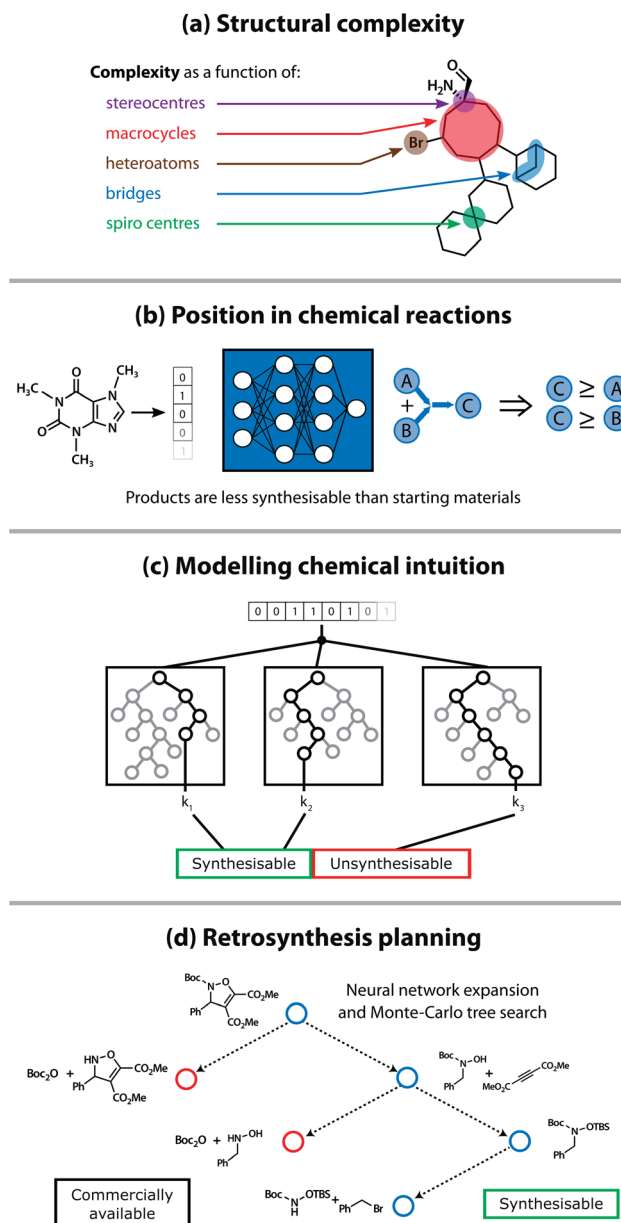 (a) Structural complexity
Complexity as a function of:
stereocentres
macrocycles
heteroatoms
bridges
spiro centres
O
H2N
Br
(b) Position in chemical reactions
O
CH3
H3C
N
N
O
N
N
CH3
0
1
0
0
1
A
+
B
C
⇒
C ≥ A
C ≥ B
Products are less synthesisable than starting materials
(c) Modelling chemical intuition
0 0 1 1 0 1 0 1
k1
k2
k3
Synthesisable
Unsynthesisable
(d) Retrosynthesis planning
Neural network expansion
and Monte-Carlo tree search
Boc
N
O
CO2Me
Ph
CO2Me
Boc2O +
HN
O
CO2Me
Ph
CO2Me
Boc
N
OH
Ph
+
CO2Me
MeO2C
Boc2O +
HN
OH
Ph
Boc
N
OTBS
Ph
Boc
N
H
OTBS
+
Ph
Br
Commercially
available
Synthesisable